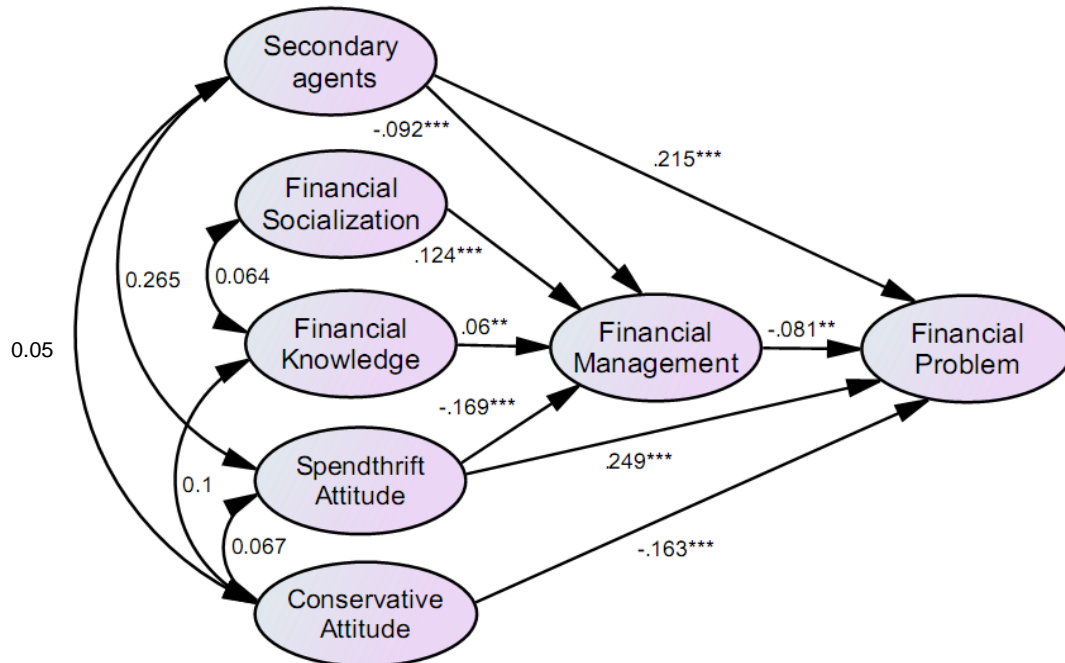 Secondary
agents
-.092***
.215***
Financial
Socialization
.124***
0.265
0.064
0.05
Financial
Knowledge
.06**
Financial
Management
-.081**
Financial
Problem
-.169***
Spendthrift
Attitude
.249***
0.1
0.067
-.163***
Conservative
Attitude